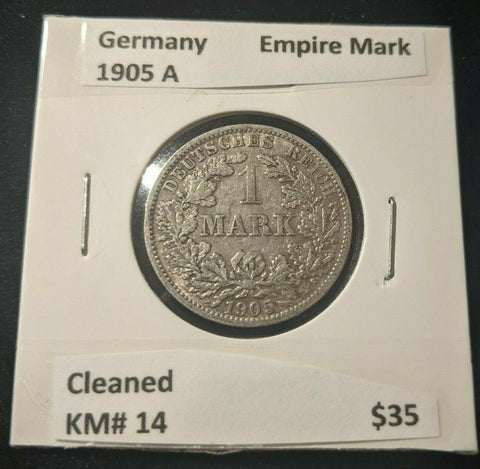 Germany Empire Mark
1905 A
DEUTSCHES REICH
1
MARK
1905
Cleaned
KM# 14 $35